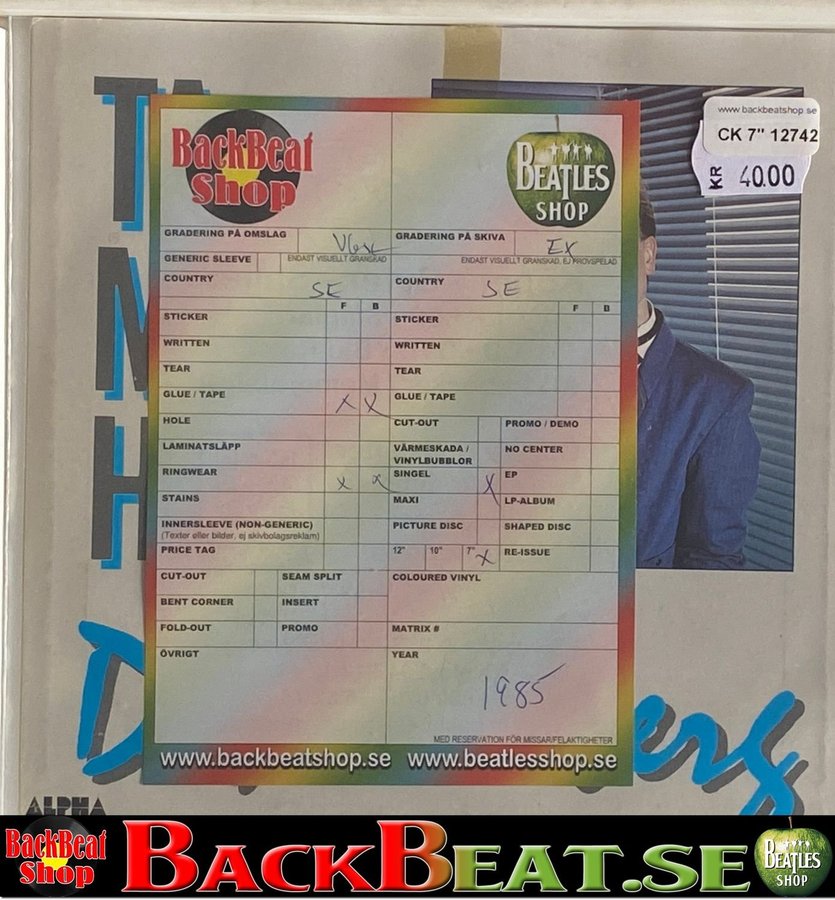 BackBeat
Shop
BEATLES
SHOP
www.backbeatshop.se
CK 7" 12742
KR 40.00
GRADERING PÅ OMSLAG
GRADERING PÅ SKIVA EX
GENERIC SLEEVE ENDAST VISUELLT GRANSKAD
ENDAST VISUELLT GRANSKAD, EJ PROVSPELAD
COUNTRY SE
COUNTRY SE
F B
F B
STICKER
STICKER
WRITTEN
WRITTEN
TEAR
TEAR
GLUE / TAPE X X
GLUE / TAPE
HOLE
CUT-OUT PROMO / DEMO
LAMINATSLÄPP
VÄRMESKADA / NO CENTER
VINYLBUBBLOR
RINGWEAR x x
SINGEL X EP
STAINS
MAXI LP-ALBUM
INNERSLEEVE (NON-GENERIC)
(Texter eller bilder, ej skivbolagsreklam)
PICTURE DISC SHAPED DISC
PRICE TAG
12" 10" 7" X RE-ISSUE
CUT-OUT SEAM SPLIT
COLOURED VINYL
BENT CORNER INSERT
FOLD-OUT PROMO
MATRIX #
ÖVRIGT
YEAR
1985
MED RESERVATION FÖR MISSAR/FELAKTIGHETER
www.backbeatshop.se www.beatlesshop.se
erg
ALPHA
BackBeat
Shop
BACKBEAT.SE
BEATLES
SHOP